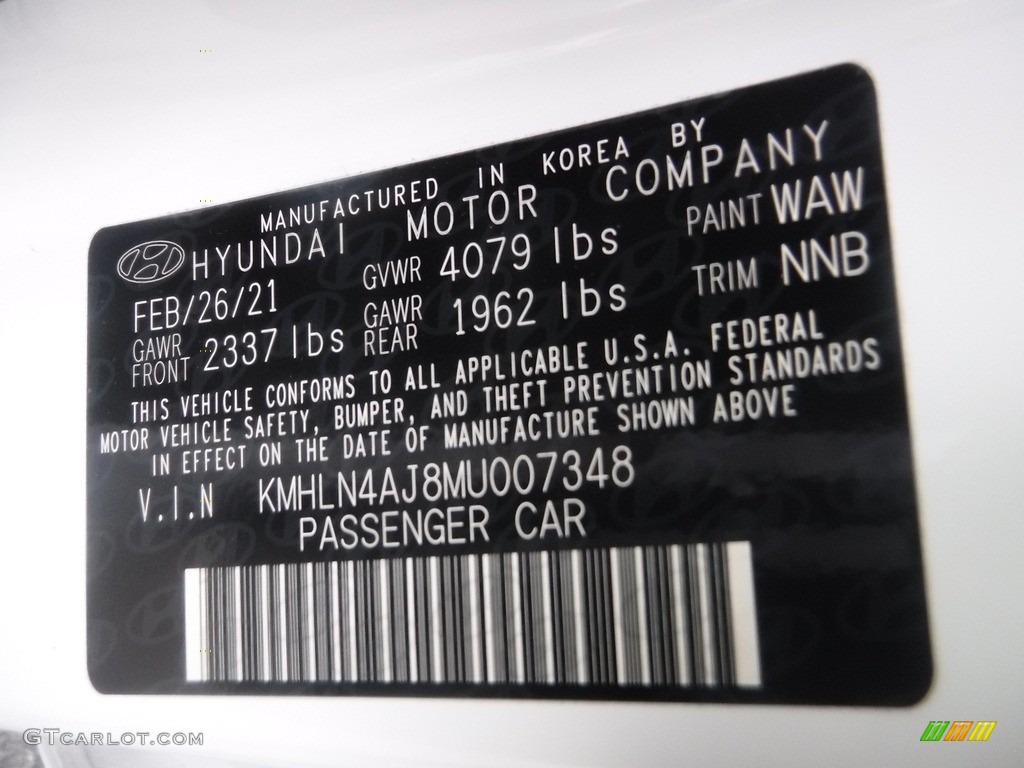 MANUFACTURED IN KOREA BY
HYUNDAI MOTOR COMPANY
FEB/26/21 GVWR 4079 lbs PAINT WAW
GAWR FRONT 2337 lbs GAWR REAR 1962 lbs TRIM NNB
THIS VEHICLE CONFORMS TO ALL APPLICABLE U.S.A. FEDERAL
MOTOR VEHICLE SAFETY, BUMPER, AND THEFT PREVENTION STANDARDS
IN EFFECT ON THE DATE OF MANUFACTURE SHOWN ABOVE
V.I.N KMHLN4AJ8MU007348
PASSENGER CAR
GTCARLOT.COM